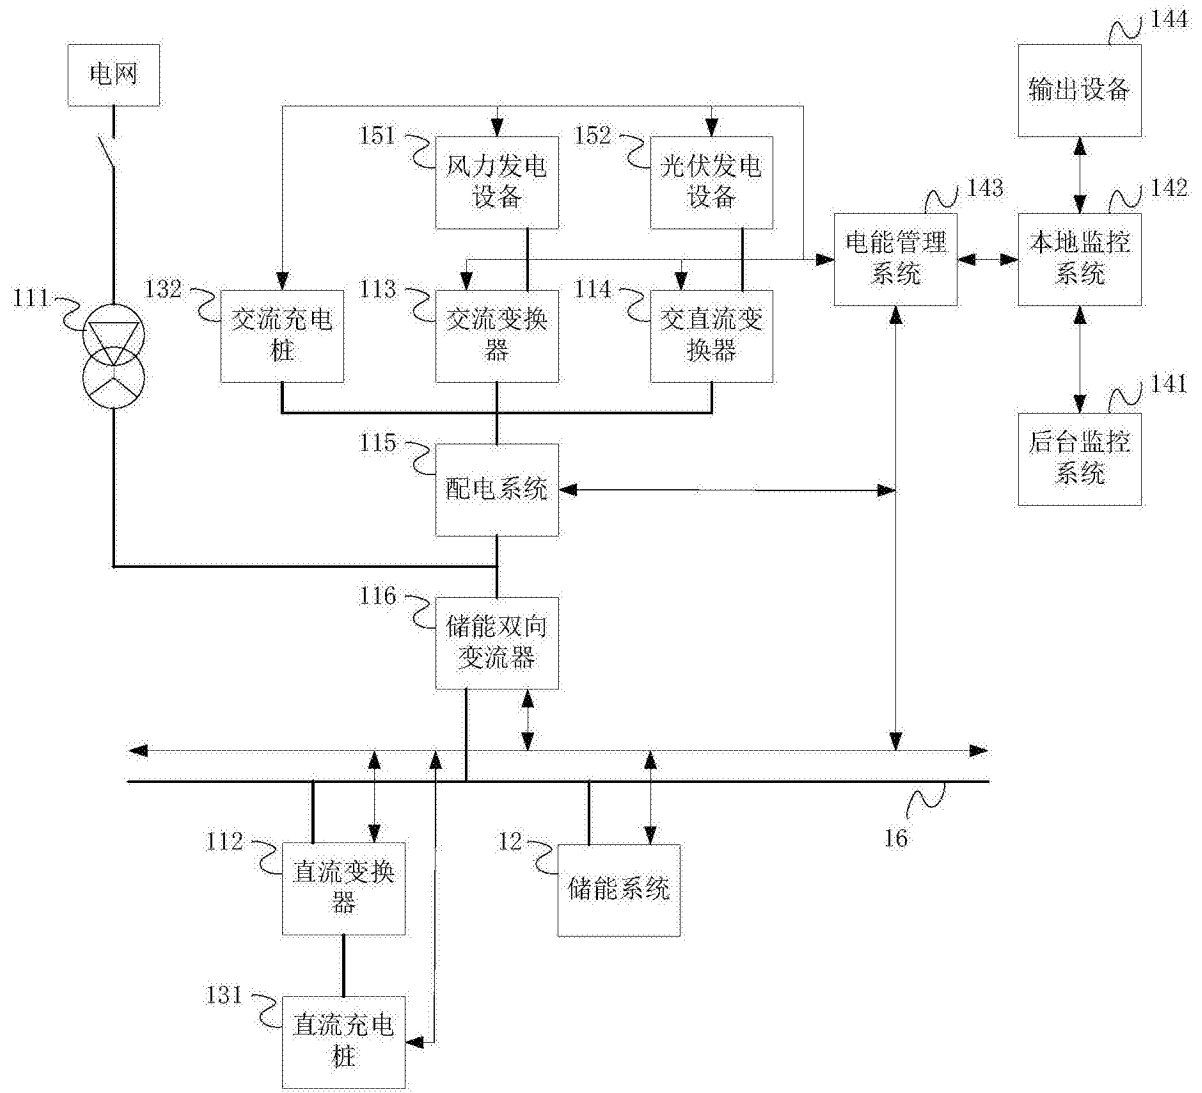 144
电网
输出设备
151
风力发电
设备
152
光伏发电
设备
143
电能管理
系统
142
本地监控
系统
111
132
交流充电
桩
113
交流变换
器
114
交直流变
换器
141
后台监控
系统
115
配电系统
116
储能双向
变流器
16
112
直流变换
器
12
储能系统
131
直流充电
桩